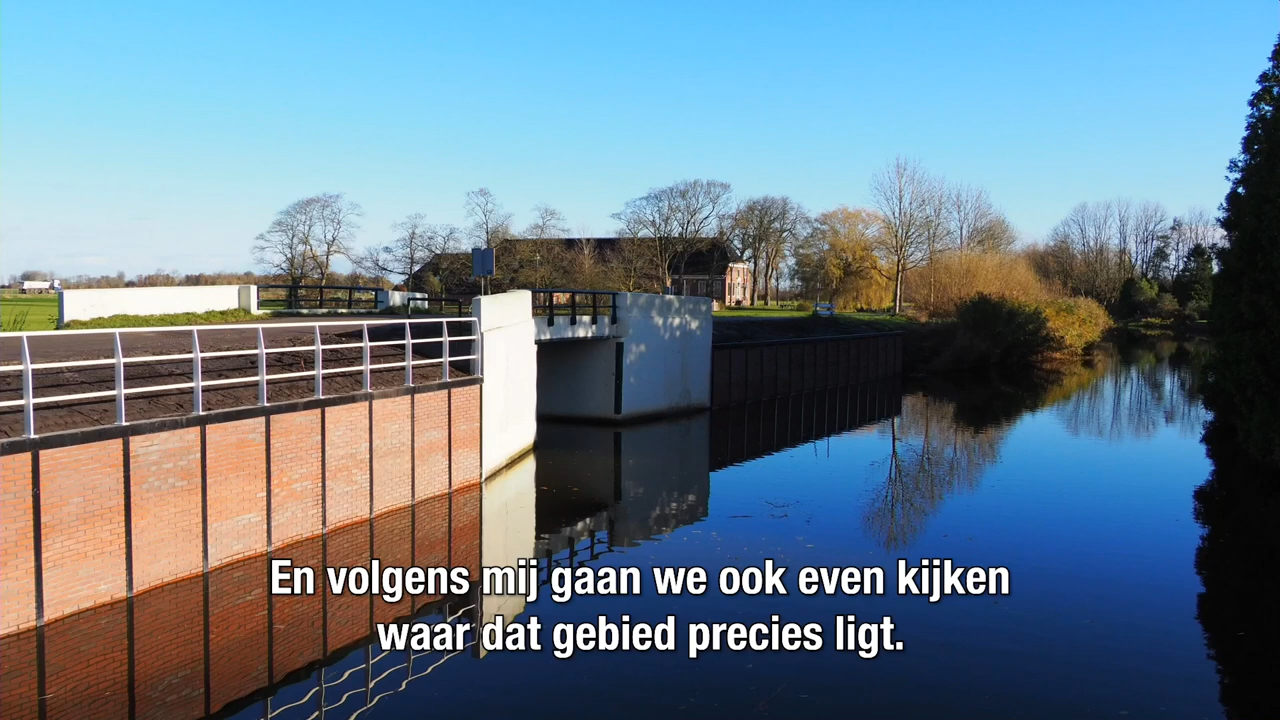 En volgens mij gaan we ook even kijken
waar dat gebied precies ligt.